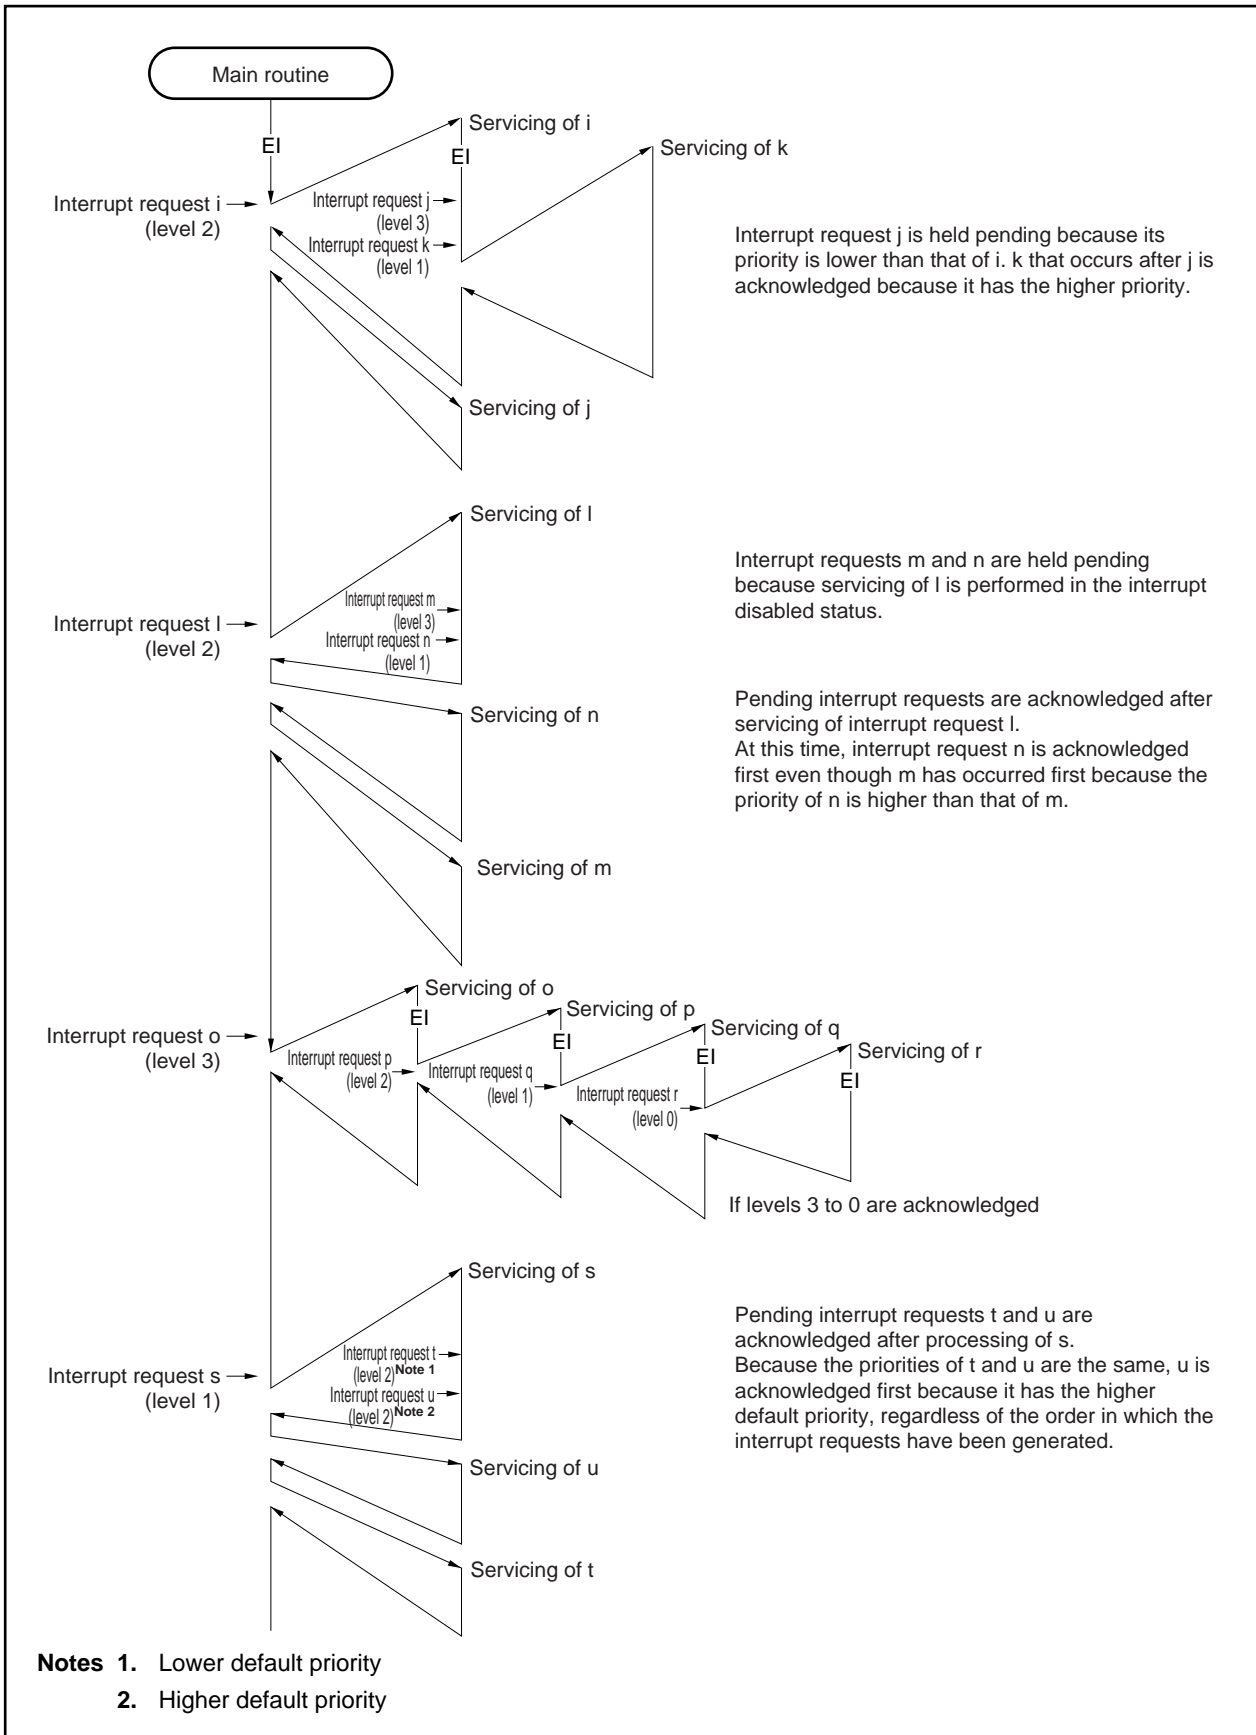 Main routine
EI
Servicing of i
EI
Servicing of k
Interrupt request i
(level 2)
Interrupt request j
(level 3)
Interrupt request k
(level 1)
Interrupt request j is held pending because its
priority is lower than that of i. k that occurs after j is
acknowledged because it has the higher priority.
Servicing of j
Servicing of l
Interrupt request l
(level 2)
Interrupt request m
(level 3)
Interrupt request n
(level 1)
Interrupt requests m and n are held pending
because servicing of l is performed in the interrupt
disabled status.
Servicing of n
Pending interrupt requests are acknowledged after
servicing of interrupt request l.
At this time, interrupt request n is acknowledged
first even though m has occurred first because the
priority of n is higher than that of m.
Servicing of m
Interrupt request o
(level 3)
Servicing of o
EI
Interrupt request p
(level 2)
Servicing of p
EI
Interrupt request q
(level 1)
Servicing of q
EI
Interrupt request r
(level 0)
Servicing of r
EI
If levels 3 to 0 are acknowledged
Servicing of s
Interrupt request s
(level 1)
Interrupt request t
(level 2)Note 1
Interrupt request u
(level 2)Note 2
Pending interrupt requests t and u are
acknowledged after processing of s.
Because the priorities of t and u are the same, u is
acknowledged first because it has the higher
default priority, regardless of the order in which the
interrupt requests have been generated.
Servicing of u
Servicing of t
Notes 1. Lower default priority
2. Higher default priority